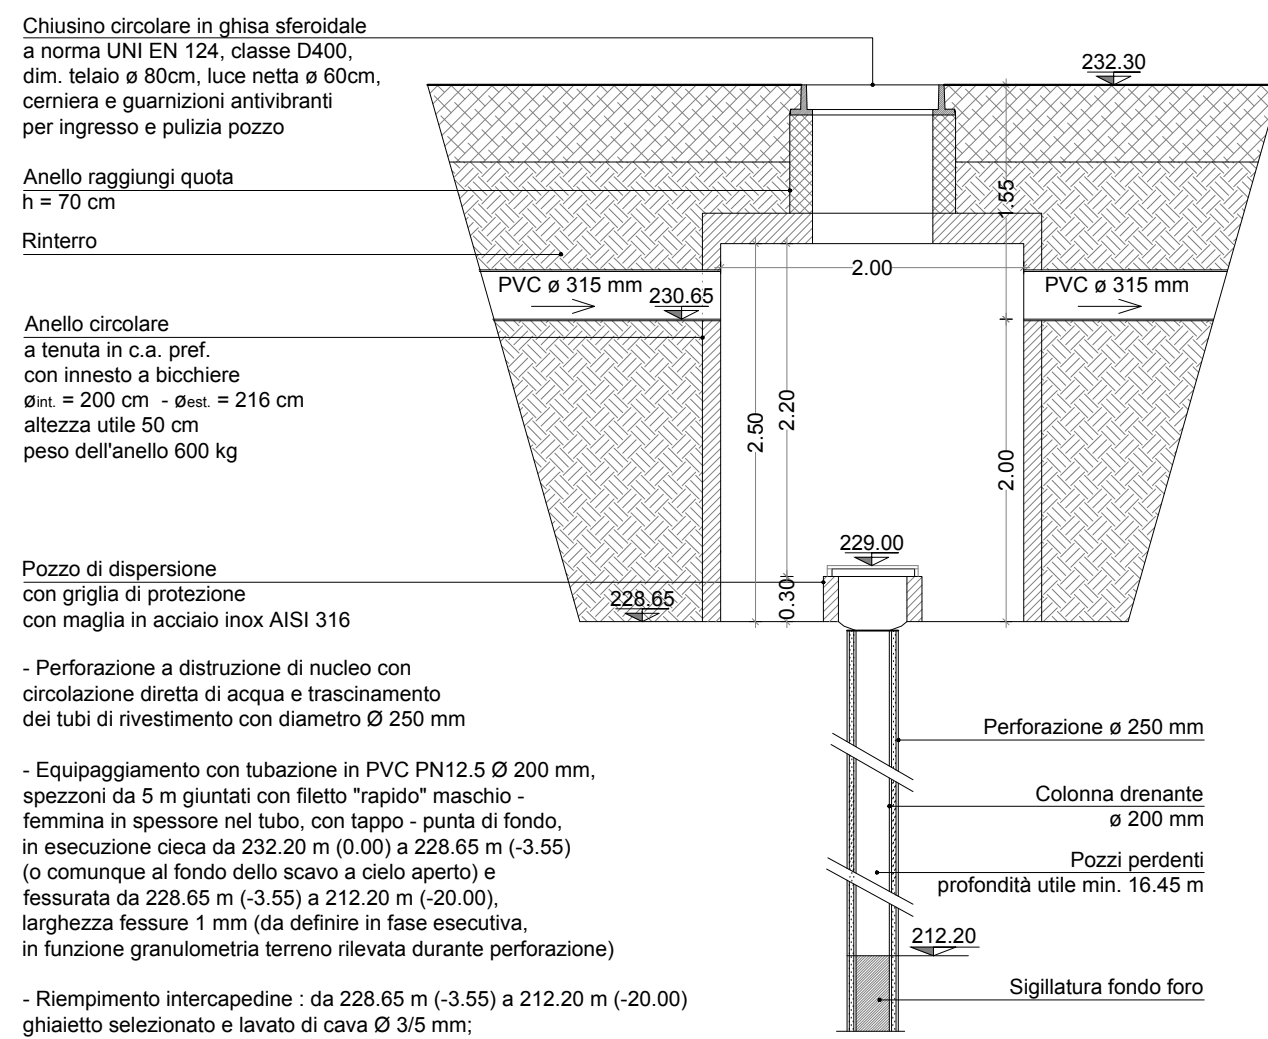 Chiusino circolare in ghisa sferoidale
a norma UNI EN 124, classe D400,
dim. telaio ø 80cm, luce netta ø 60cm,
cerniera e guarnizioni antivibranti
per ingresso e pulizia pozzo
Anello raggiungi quota
h = 70 cm
Rinterro
Anello circolare
a tenuta in c.a. pref.
con innesto a bicchiere
øint. = 200 cm - øest. = 216 cm
altezza utile 50 cm
peso dell'anello 600 kg
Pozzo di dispersione
con griglia di protezione
con maglia in acciaio inox AISI 316
- Perforazione a distruzione di nucleo con
circolazione diretta di acqua e trascinamento
dei tubi di rivestimento con diametro Ø 250 mm
- Equipaggiamento con tubazione in PVC PN12.5 Ø 200 mm,
spezzoni da 5 m giuntati con filetto "rapido" maschio -
femmina in spessore nel tubo, con tappo - punta di fondo,
in esecuzione cieca da 232.20 m (0.00) a 228.65 m (-3.55)
(o comunque al fondo dello scavo a cielo aperto) e
fessurata da 228.65 m (-3.55) a 212.20 m (-20.00),
larghezza fessure 1 mm (da definire in fase esecutiva,
in funzione granulometria terreno rilevata durante perforazione)
- Riempimento intercapedine : da 228.65 m (-3.55) a 212.20 m (-20.00)
ghiaietto selezionato e lavato di cava Ø 3/5 mm;
232.30
1.55
2.00
PVC ø 315 mm
230.65
PVC ø 315 mm
2.50
2.20
2.00
229.00
228.65
0.30
Perforazione ø 250 mm
Colonna drenante
ø 200 mm
Pozzi perdenti
profondità utile min. 16.45 m
212.20
Sigillatura fondo foro